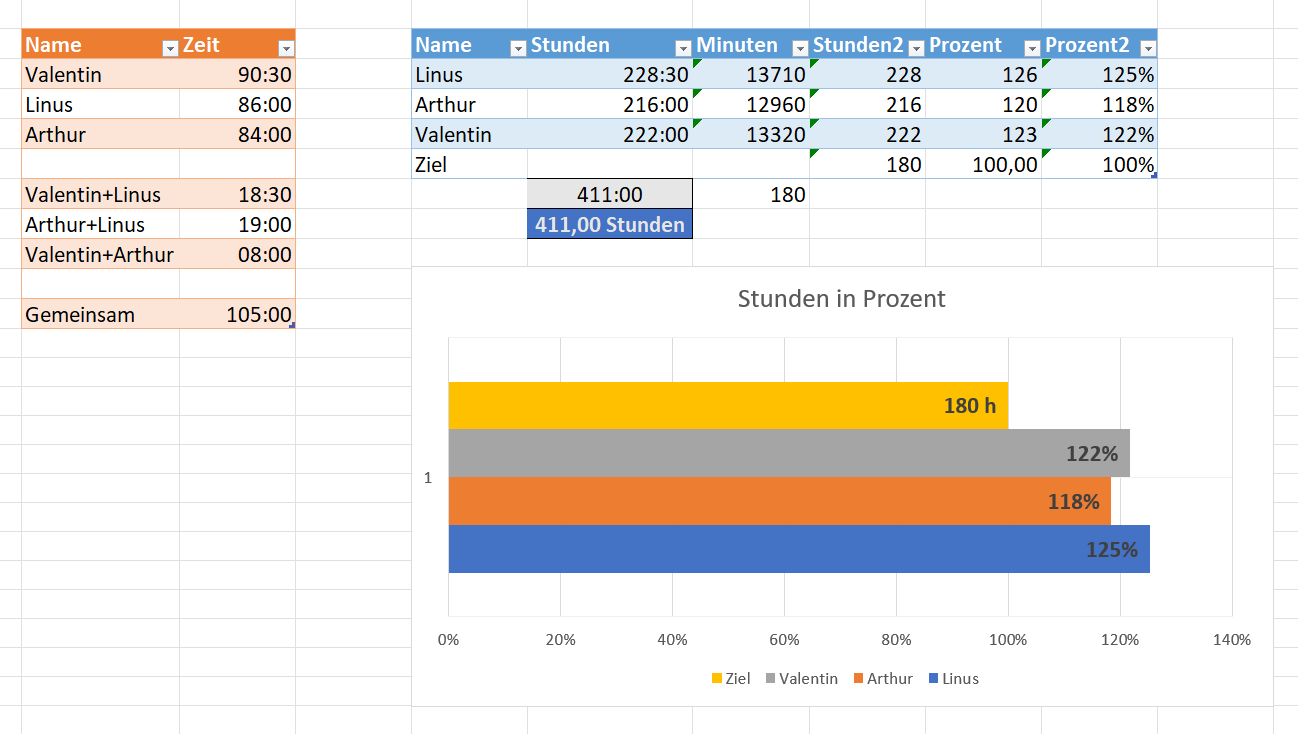 Name Zeit
Valentin 90:30
Linus 86:00
Arthur 84:00
Valentin+Linus 18:30
Arthur+Linus 19:00
Valentin+Arthur 08:00
Gemeinsam 105:00
Name Stunden Minuten Stunden2 Prozent Prozent2
Linus 228:30 13710 228 126 125%
Arthur 216:00 12960 216 120 118%
Valentin 222:00 13320 222 123 122%
Ziel 180 100,00 100%
411:00 180
411,00 Stunden
Stunden in Prozent
180 h
122%
1
118%
125%
0% 20% 40% 60% 80% 100% 120% 140%
Ziel Valentin Arthur Linus